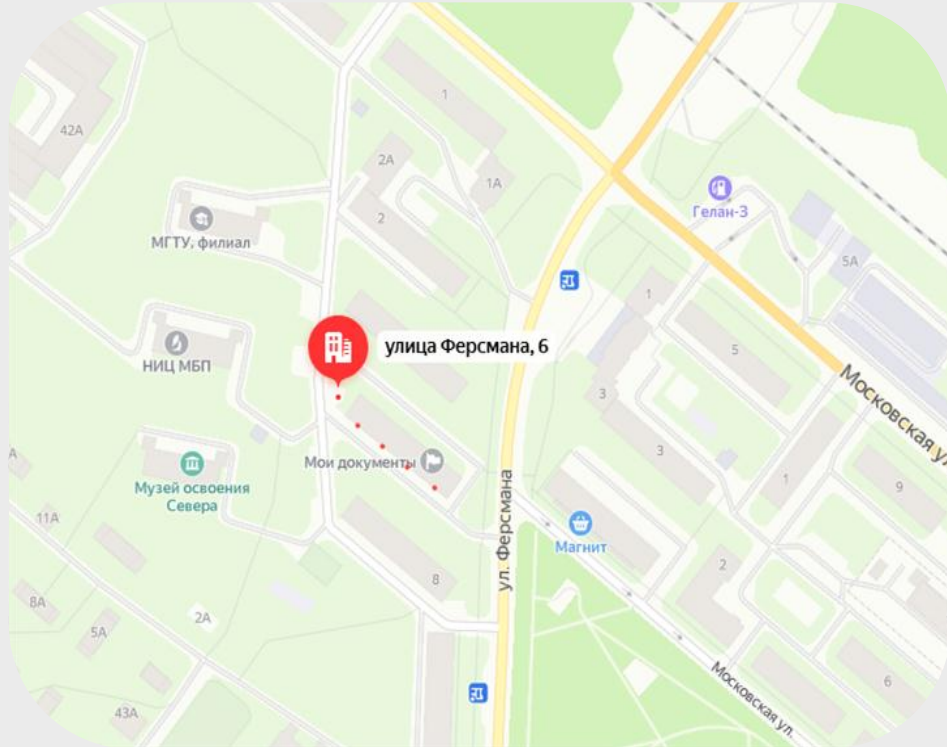 42А
1
2А
1А
2
МГТУ, филиал
Гелан-3
5А
1
5
НИЦ МБП
улица Ферсмана, 6
3
3
Московская ул.
Мои документы
Музей освоения
Севера
1
9
11А
ул. Ферсмана
Магнит
2
8
8А
2А
5А
6
Московская ул.
43А
А